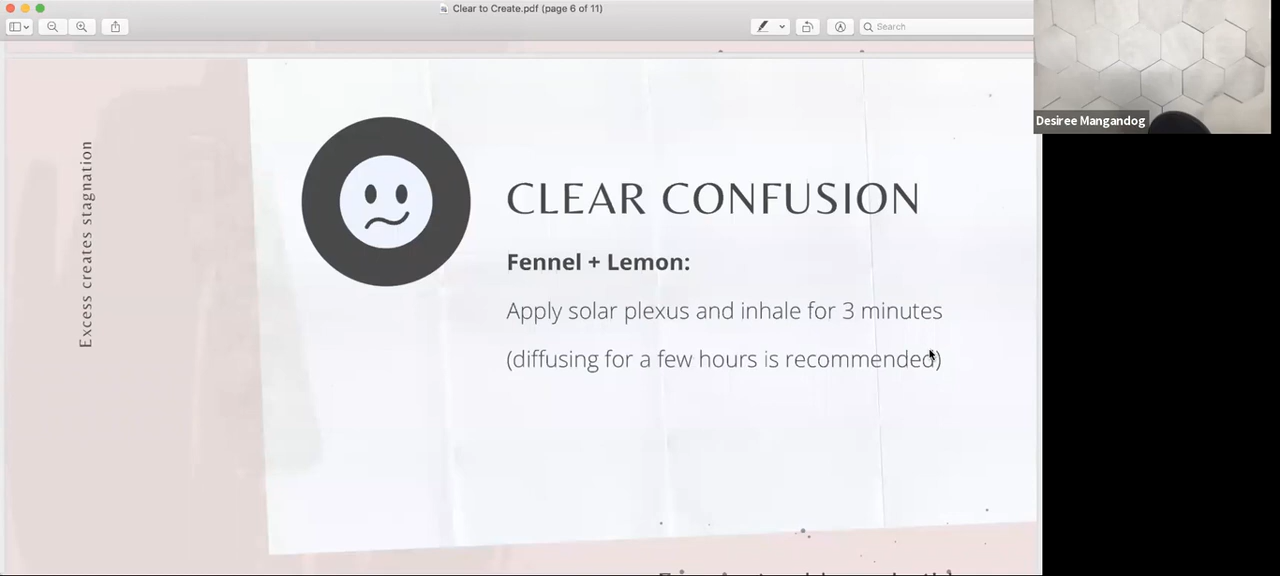 Clear to Create.pdf (page 6 of 11)
Search
Desiree Mangandog
Excess creates stagnation
CLEAR CONFUSION
Fennel + Lemon:
Apply solar plexus and inhale for 3 minutes
(diffusing for a few hours is recommended)